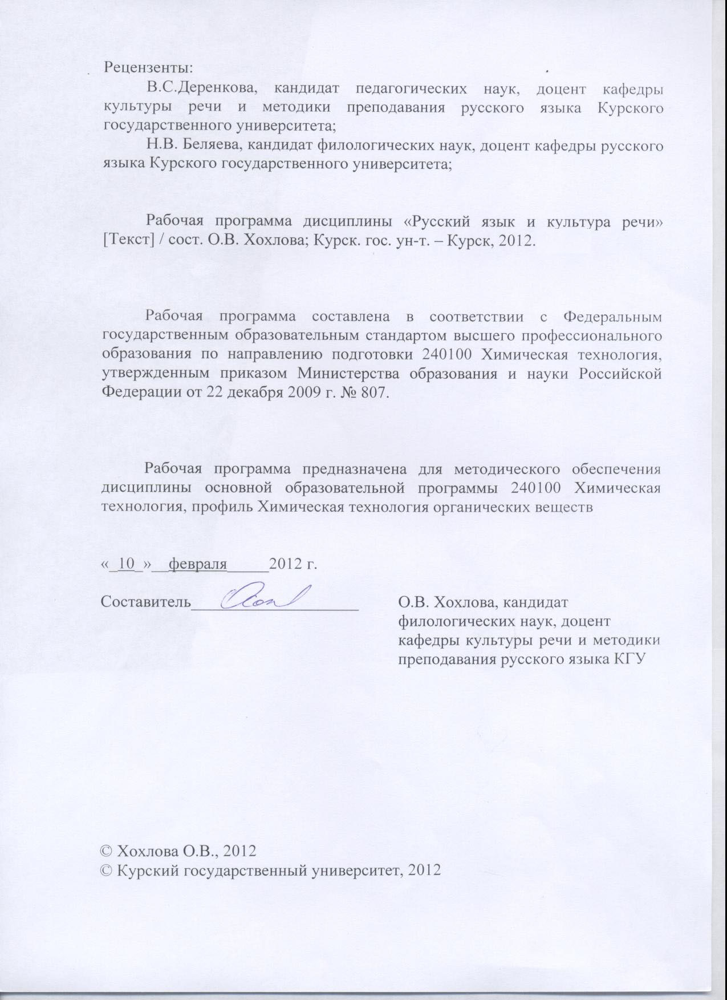 Рецензенты:
В.С.Деренкова, кандидат педагогических наук, доцент кафедры
культуры речи и методики преподавания русского языка Курского
государственного университета;
Н.В. Беляева, кандидат филологических наук, доцент кафедры русского
языка Курского государственного университета;
Рабочая программа дисциплины «Русский язык и культура речи»
[Текст] / сост. О.В. Хохлова; Курск. гос. ун-т. – Курск, 2012.
Рабочая программа составлена в соответствии с Федеральным
государственным образовательным стандартом высшего профессионального
образования по направлению подготовки 240100 Химическая технология,
утвержденным приказом Министерства образования и науки Российской
Федерации от 22 декабря 2009 г. № 807.
Рабочая программа предназначена для методического обеспечения
дисциплины основной образовательной программы 240100 Химическая
технология, профиль Химическая технология органических веществ
«_10_»__февраля_____2012 г.
Составитель____________________
О.В. Хохлова, кандидат
филологических наук, доцент
кафедры культуры речи и методики
преподавания русского языка КГУ
© Хохлова О.В., 2012
© Курский государственный университет, 2012